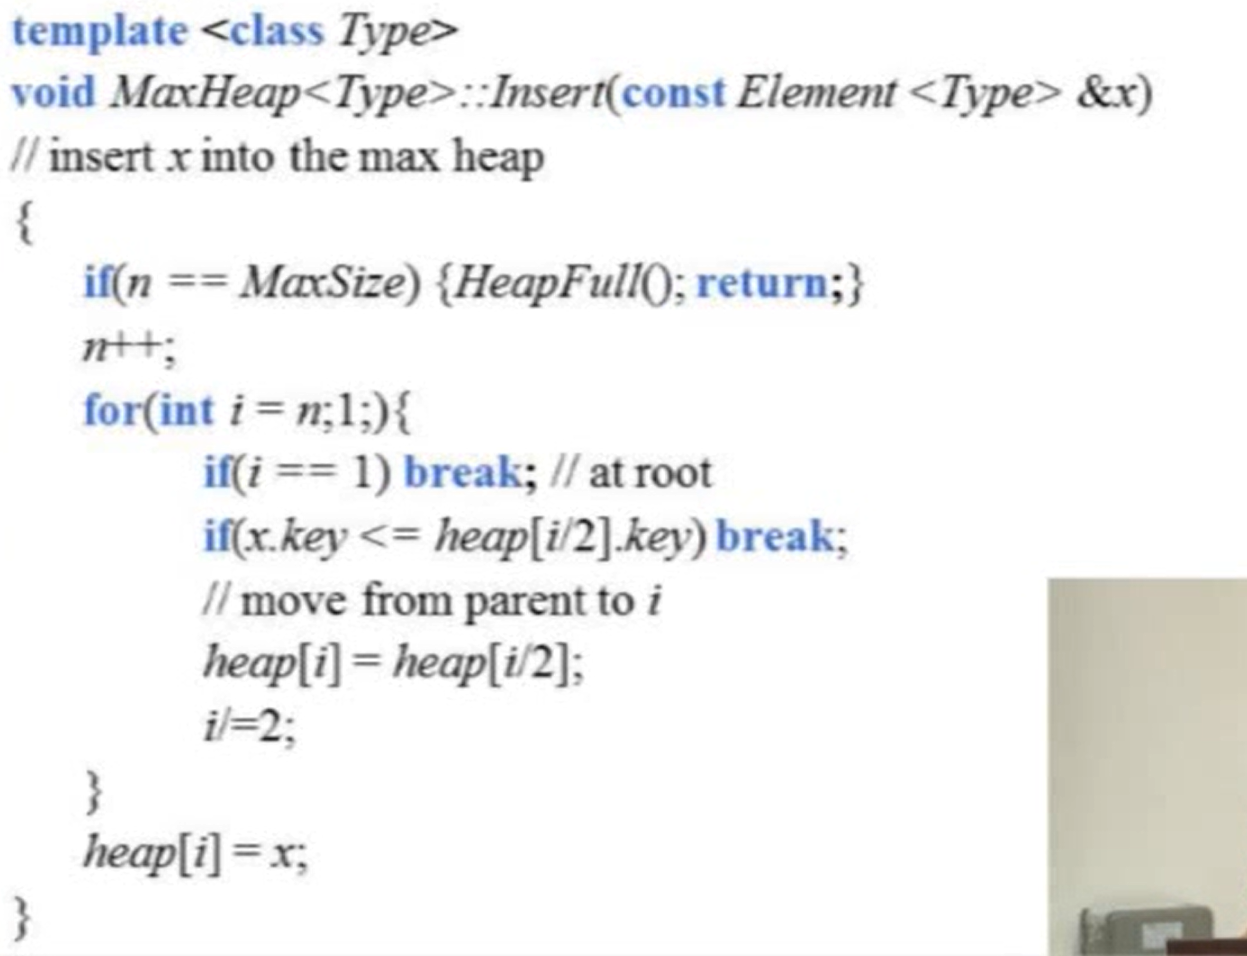 template <class Type>
void MaxHeap<Type>::Insert(const Element <Type> &x)
// insert x into the max heap
{
if(n == MaxSize) {HeapFull(); return;}
n++;
for(int i = n;1;){
if(i == 1) break; // at root
if(x.key <= heap[i/2].key) break;
// move from parent to i
heap[i] = heap[i/2];
i/=2;
}
heap[i] = x;
}